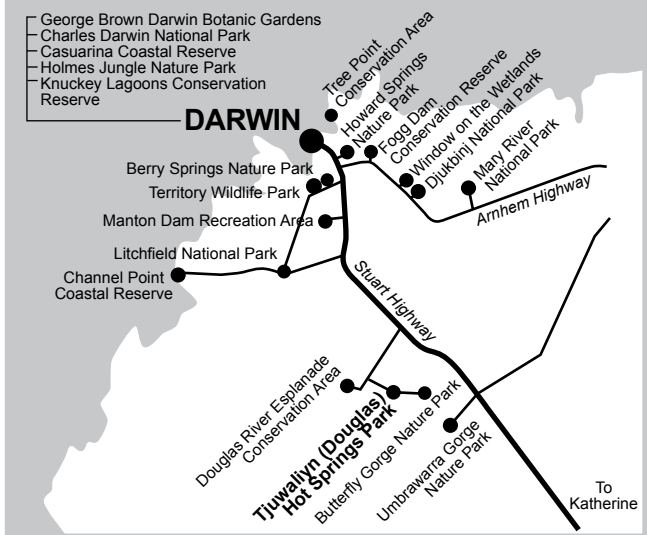 George Brown Darwin Botanic Gardens
Charles Darwin National Park
Casuarina Coastal Reserve
Holmes Jungle Nature Park
Knuckey Lagoons Conservation
Reserve
DARWIN
Tree Point
Conservation Area
Howard Springs
Nature Park
Fogg Dam
Conservation Reserve
Window on the Wetlands
Djukbinj National Park
Mary River
National Park
Arnhem Highway
Berry Springs Nature Park
Territory Wildlife Park
Manton Dam Recreation Area
Litchfield National Park
Channel Point
Coastal Reserve
Stuart Highway
Douglas River Esplanade
Conservation Area
Tjuwaliyn (Douglas)
Hot Springs Park
Butterfly Gorge Nature Park
Umbrawarra Gorge
Nature Park
To
Katherine